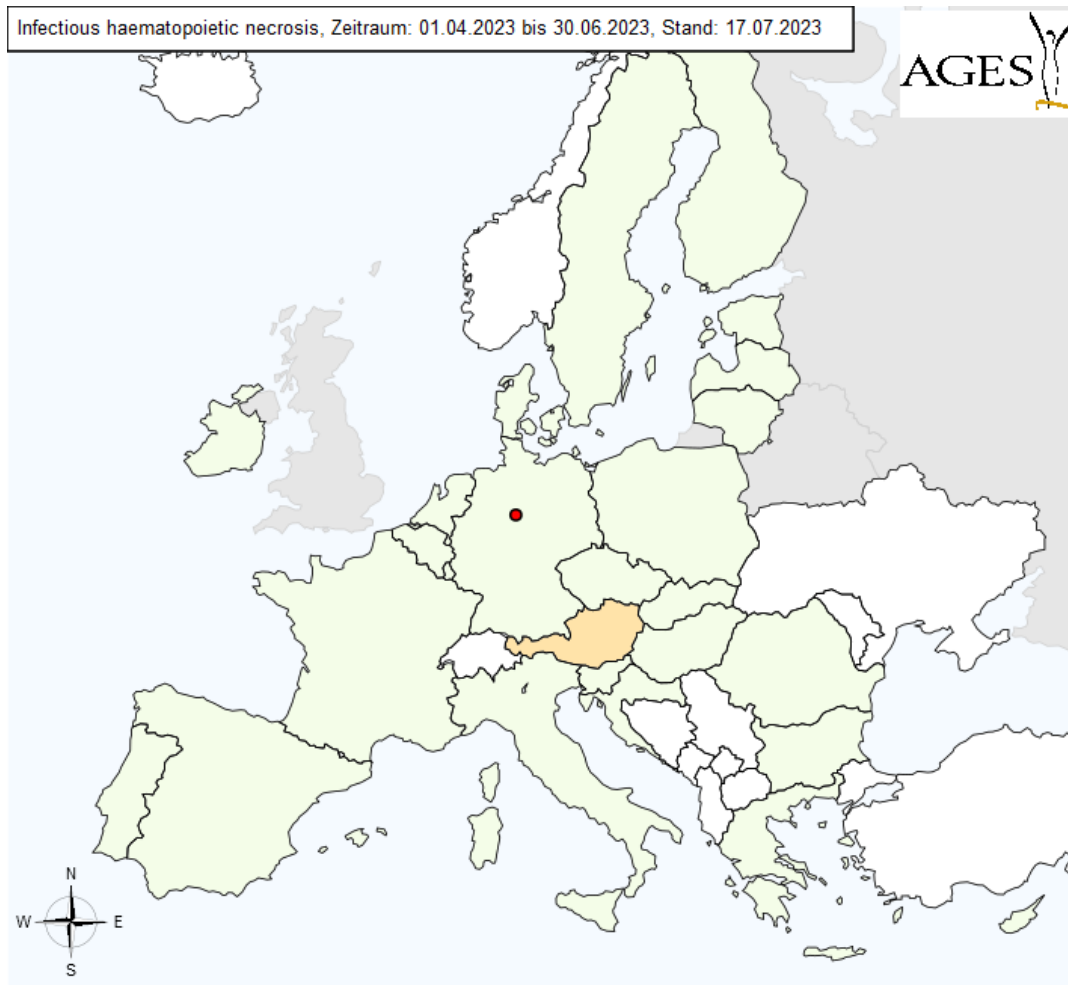 Infectious haematopoietic necrosis, Zeitraum: 01.04.2023 bis 30.06.2023, Stand: 17.07.2023
AGES
N
W E
S